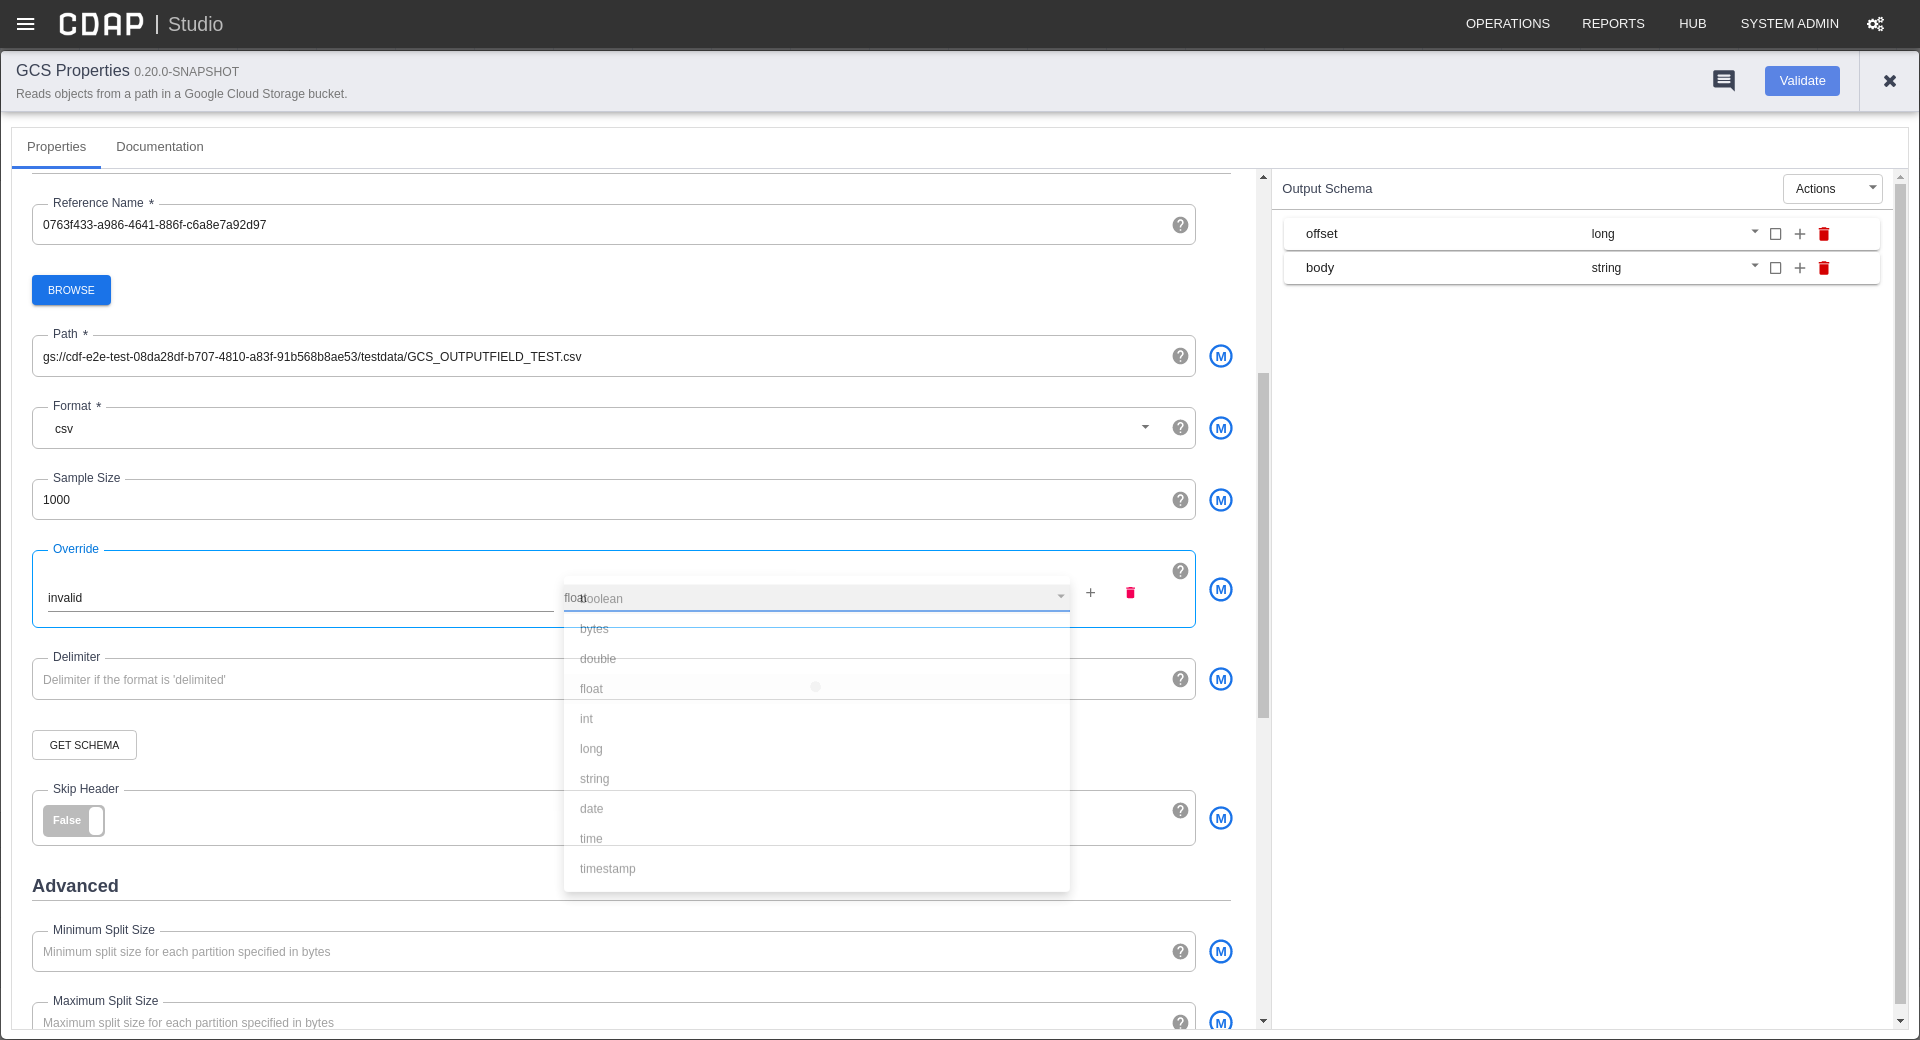 CDAP | Studio
OPERATIONS REPORTS HUB SYSTEM ADMIN
GCS Properties 0.20.0-SNAPSHOT
Reads objects from a path in a Google Cloud Storage bucket.
Validate
Properties Documentation
Reference Name *
0763f433-a986-4641-886f-c6a8e7a92d97
BROWSE
Path *
gs://cdf-e2e-test-08da28df-b707-4810-a83f-91b568b8ae53/testdata/GCS_OUTPUTFIELD_TEST.csv
M
Format *
csv
M
Sample Size
1000
M
Override
invalid
float
boolean
M
bytes
double
float
int
long
string
date
time
timestamp
Delimiter
Delimiter if the format is 'delimited'
M
GET SCHEMA
Skip Header
False
M
Advanced
Minimum Split Size
Minimum split size for each partition specified in bytes
M
Maximum Split Size
Maximum split size for each partition specified in bytes
M
Output Schema
Actions
offset long
body string